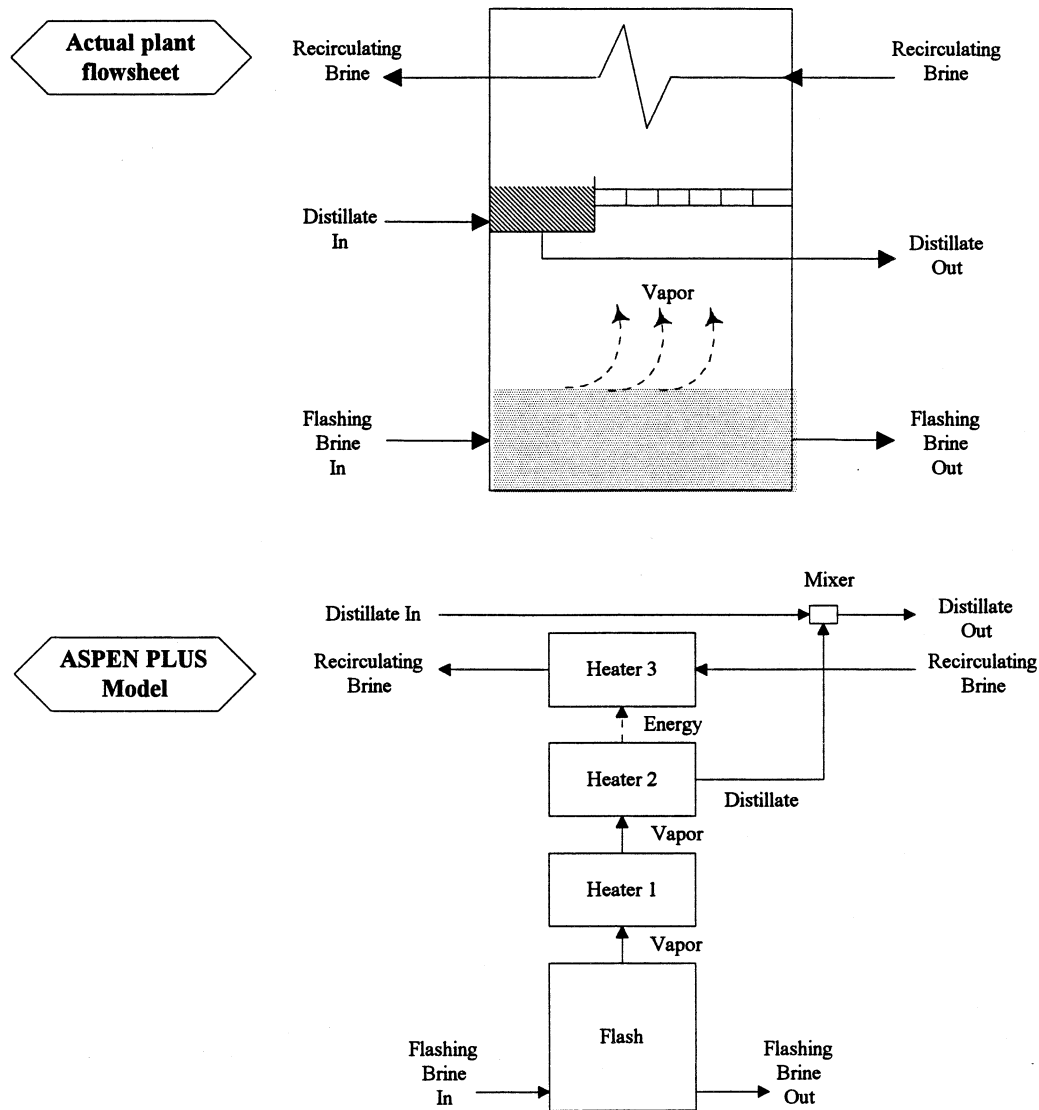 Actual plant
flowsheet
Recirculating
Brine
Recirculating
Brine
Distillate
In
Distillate
Out
Vapor
Flashing
Brine
In
Flashing
Brine
Out
Mixer
Distillate In
Distillate
Out
ASPEN PLUS
Model
Recirculating
Brine
Heater 3
Recirculating
Brine
Energy
Heater 2
Distillate
Vapor
Heater 1
Vapor
Flash
Flashing
Brine
In
Flashing
Brine
Out